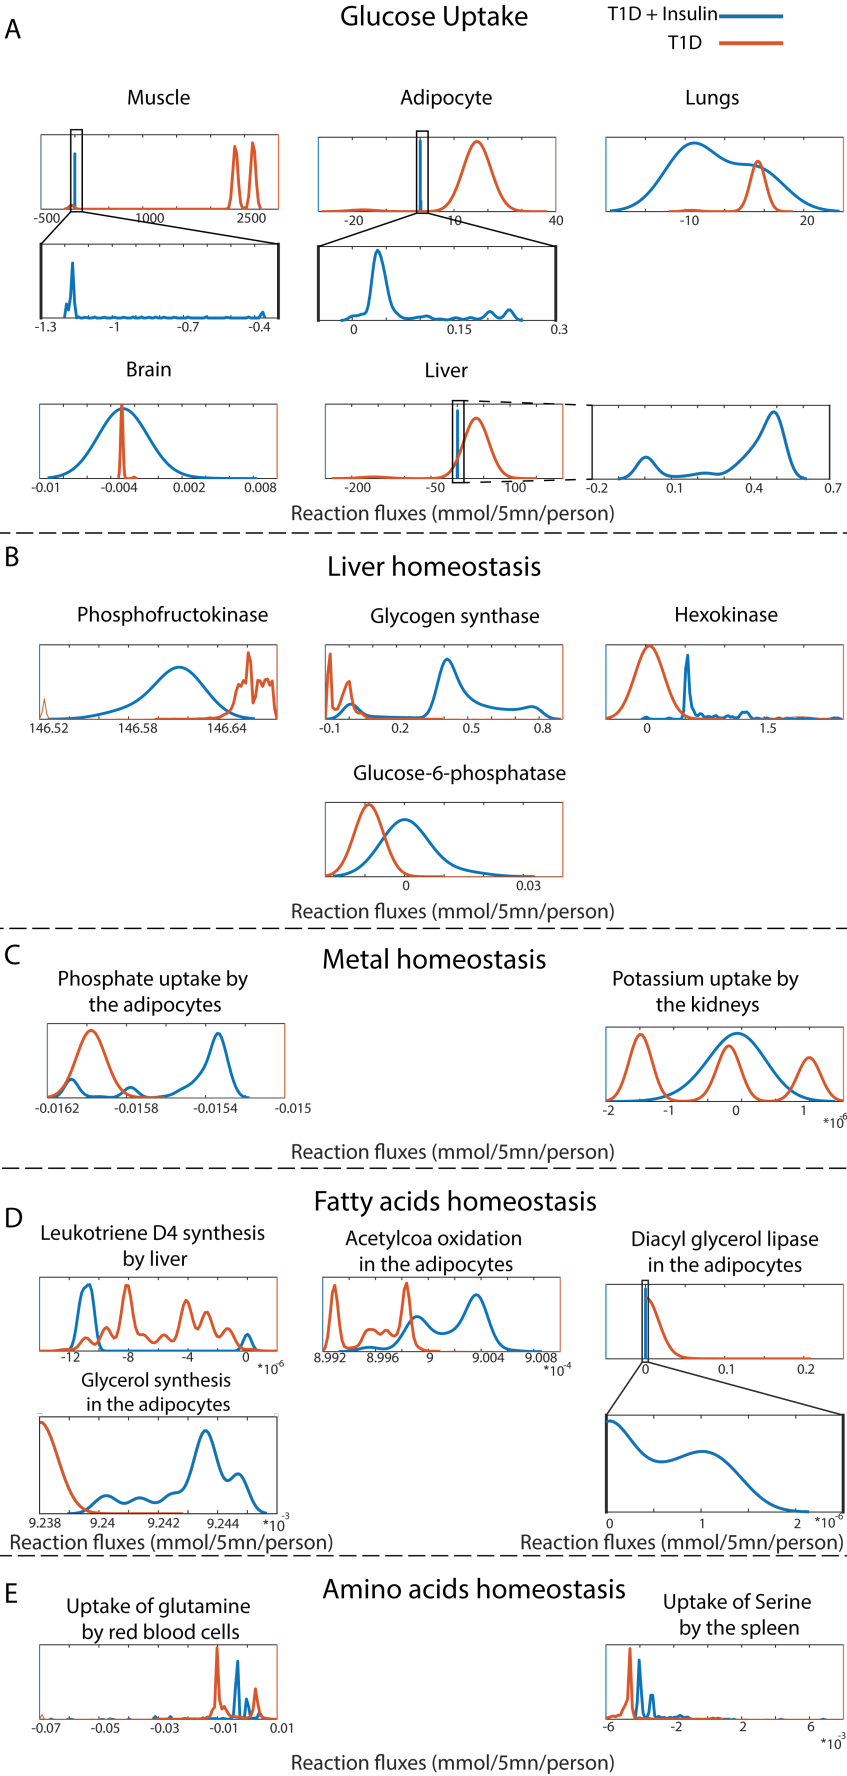 A
Glucose Uptake
T1D + Insulin
T1D
Muscle
Adipocyte
Lungs
-500 1000 2500
-20 10 40
-10 20
-1.3 -1 -0.7 -0.4
0 0.15 0.3
Brain
Liver
-0.01 -0.004 0.002 0.008
-200 -50 100
-0.2 0.1 0.4 0.7
Reaction fluxes (mmol/5mn/person)
B
Liver homeostasis
Phosphofructokinase
Glycogen synthase
Hexokinase
146.52 146.58 146.64
-0.1 0.2 0.5 0.8
0 1.5
Glucose-6-phosphatase
0 0.03
Reaction fluxes (mmol/5mn/person)
C
Metal homeostasis
Phosphate uptake by
the adipocytes
Potassium uptake by
the kidneys
-0.0162 -0.0158 -0.0154 -0.015
-2 -1 0 1
*10-6
Reaction fluxes (mmol/5mn/person)
D
Fatty acids homeostasis
Leukotriene D4 synthesis
by liver
Acetylcoa oxidation
in the adipocytes
Diacyl glycerol lipase
in the adipocytes
-12 -8 -4 0
*10-6
8.992 8.996 9 9.004 9.008
*10-4
0 0.1 0.2
Glycerol synthesis
in the adipocytes
9.238 9.24 9.242 9.244
*10-3
0 1 2 *10-6
Reaction fluxes (mmol/5mn/person)
Reaction fluxes (mmol/5mn/person)
E
Amino acids homeostasis
Uptake of glutamine
by red blood cells
Uptake of Serine
by the spleen
-0.07 -0.05 -0.03 -0.01 0.01
-6 -2 2 6
*10-3
Reaction fluxes (mmol/5mn/person)